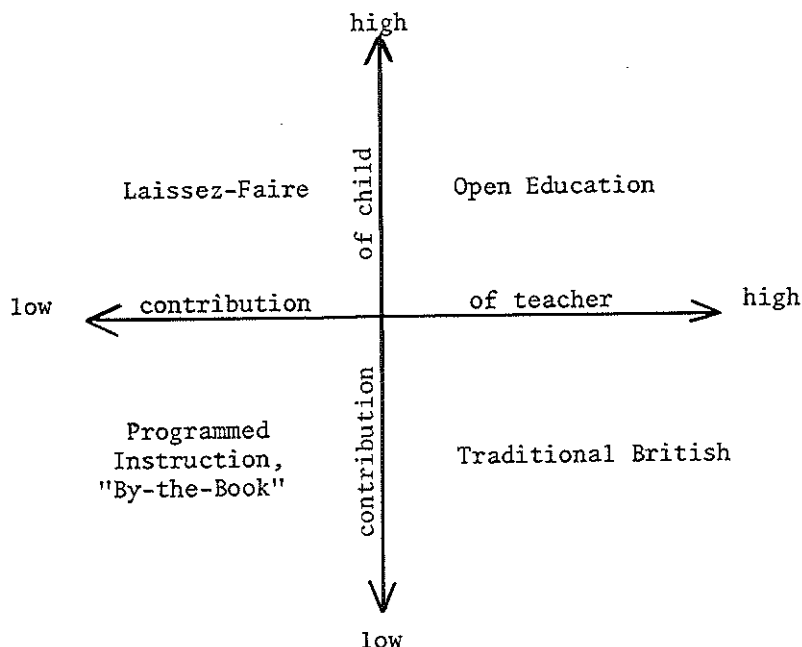 high
of child
Laissez-Faire
Open Education
low
contribution
of teacher
high
Programmed
Instruction,
"By-the-Book"
contribution
Traditional British
low